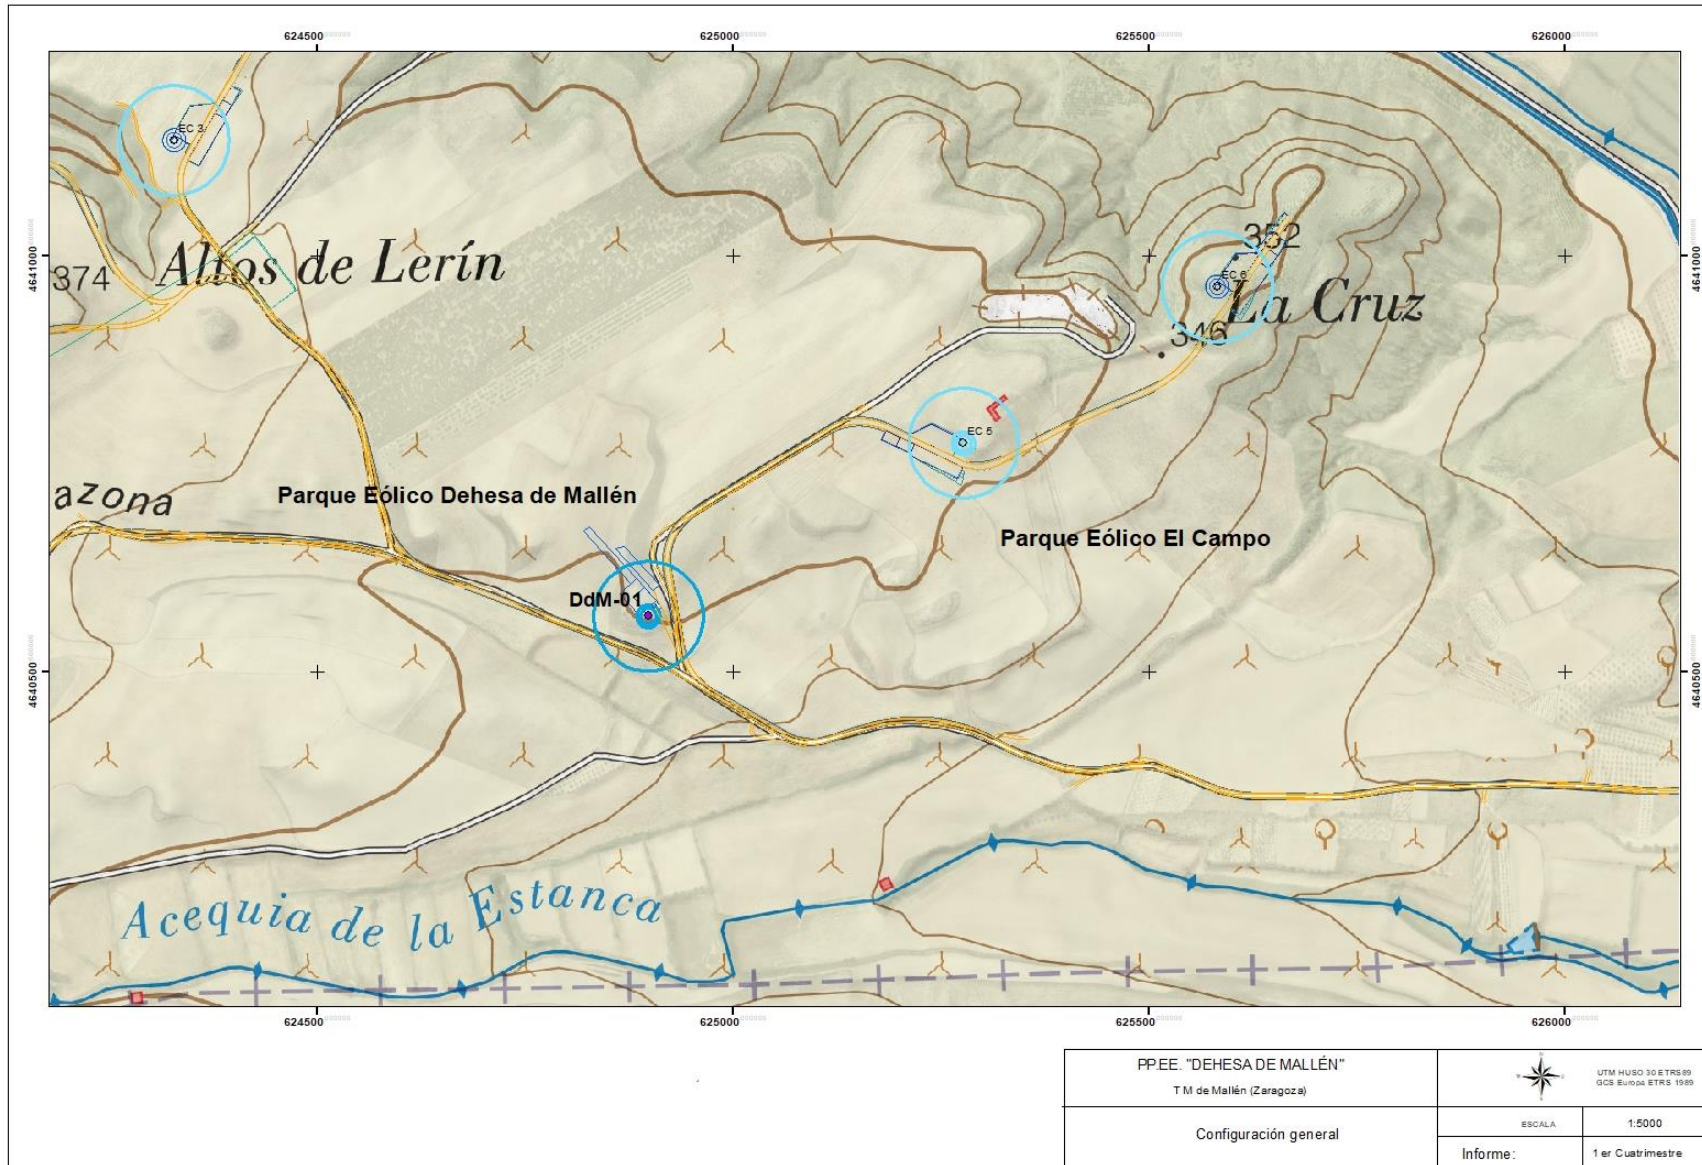 624500
625000
625500
626000
EC 3
352
4641000
374
Altos de Lerín
4641000
EC 6
La Cruz
346
EC 5
azona
Parque Eólico Dehesa de Mallén
Parque Eólico El Campo
DdM-01
4640500
4640500
Acequia de la Estanca
624500
625000
625500
626000
PP.EE. "DEHESA DE MALLÉN"
T M de Mallén (Zaragoza)
UTM HUSO 30 ETRS89
GCS Europa ETRS 1989
Configuración general
ESCALA
1:5000
Informe:
1 er Cuatrimestre